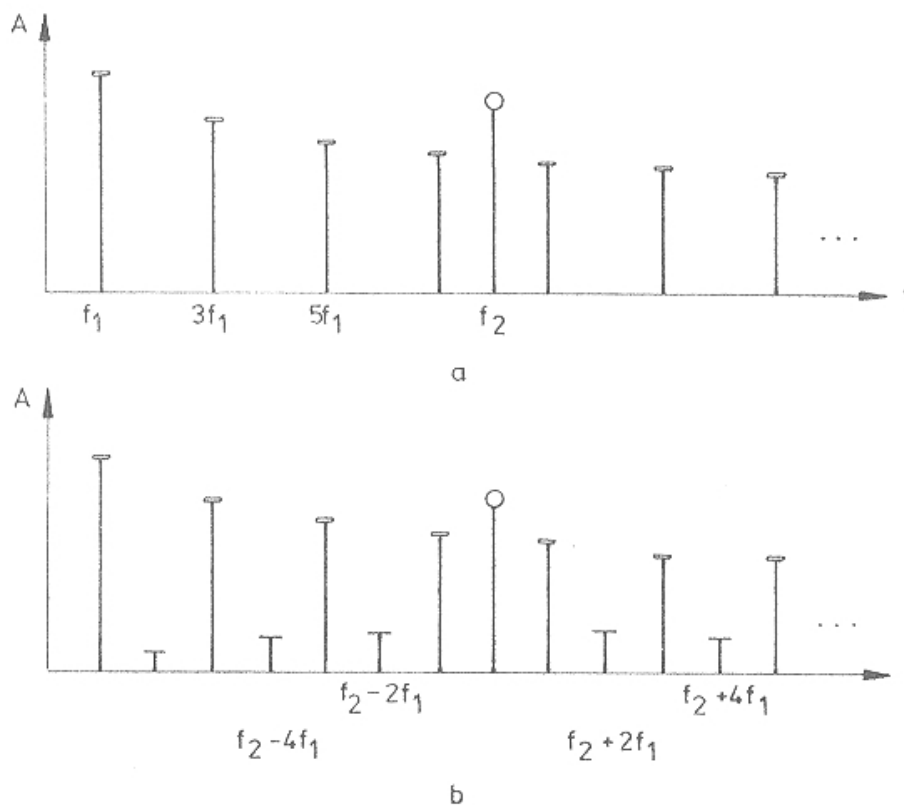 A
f₁ 3f₁ 5f₁ f₂
. . .
a
A
. . .
f₂-2f₁ f₂+4f₁
f₂-4f₁ f₂+2f₁
b